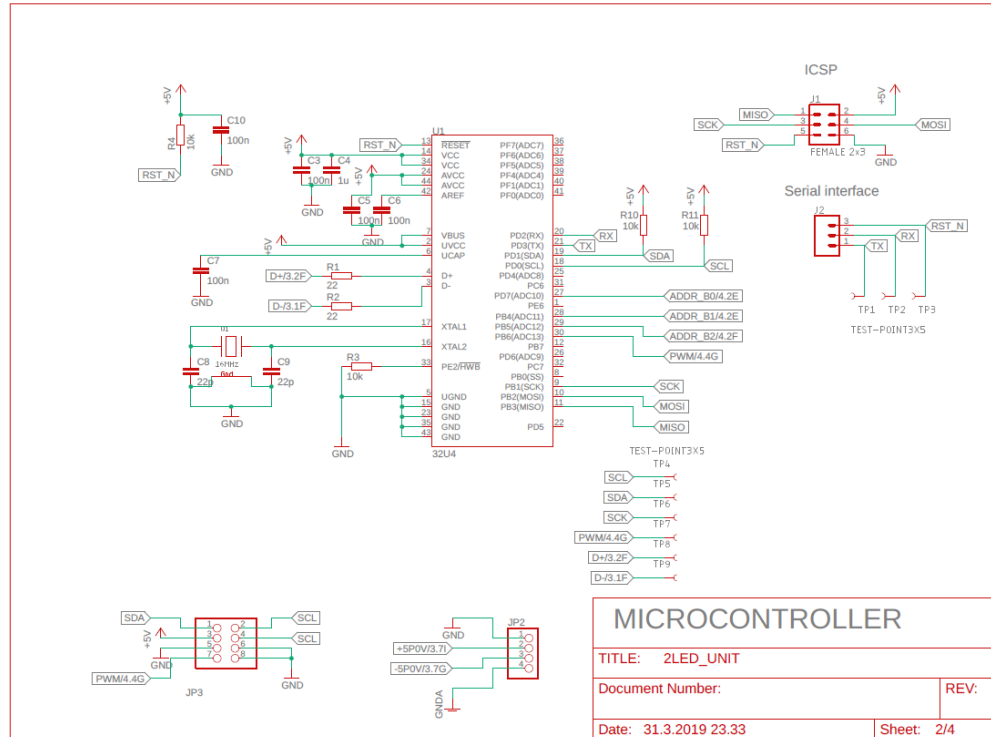 ICSP
+5V
C10
100n
R4
10k
RST_N
GND
J1
MISO
SCK
RST_N
1
3
5
2
4
6
+5V
MOSI
FEMALE 2x3
GND
U1
+5V
RST_N
C3
100n
C4
1u
+5V
GND
C5
100n
C6
100n
GND
13 RESET PF7(ADC7) 36
14 VCC PF6(ADC6) 37
34 VCC PF5(ADC5) 38
24 AVCC PF4(ADC4) 39
44 AVCC PF1(ADC1) 40
42 AREF PF0(ADC0) 41
7 VBUS PD2(RX) 20 RX
2 UVCC PD3(TX) 21 TX
6 UCAP PD1(SDA) 19 SDA
PD0(SCL) 18 SCL
4 D+ PD4(ADC8) 25
3 D- PC6 31
PD7(ADC10) 27 ADDR_B0/4.2E
PE6 1
PB4(ADC11) 28 ADDR_B1/4.2E
17 XTAL1 PB5(ADC12) 29 ADDR_B2/4.2F
PB6(ADC13) 30 PWM/4.4G
16 XTAL2 PB7 12
PD6(ADC9) 26
33 PE2/HWB PC7 32
PB0(SS) 8
PB1(SCK) 9 SCK
5 UGND PB2(MOSI) 10 MOSI
15 GND PB3(MISO) 11 MISO
23 GND
35 GND PD5 22
43 GND
32U4
+5V
C7
100n
GND
D+/3.2F
R1
22
D-/3.1F
R2
22
16MHz
C8
22p
C9
22p
GND
R3
10k
GND
+5V
R10
10k
+5V
R11
10k
Serial interface
J2
3
2
1
RST_N
RX
TX
TP1 TP2 TP3
TEST-POINT3X5
TEST-POINT3X5
TP4
SCL
TP5
SDA
TP6
SCK
TP7
PWM/4.4G
TP8
D+/3.2F
TP9
D-/3.1F
SDA
+5V
GND
PWM/4.4G
1 2
3 4
5 6
7 8
SCL
SCL
GND
JP3
JP2
GND
+5P0V/3.7I
-5P0V/3.7G
GNDA
1
2
3
4
MICROCONTROLLER
TITLE: 2LED_UNIT
Document Number:
REV:
Date: 31.3.2019 23.33
Sheet: 2/4